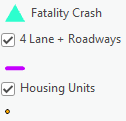 Fatality Crash
4 Lane + Roadways
Housing Units